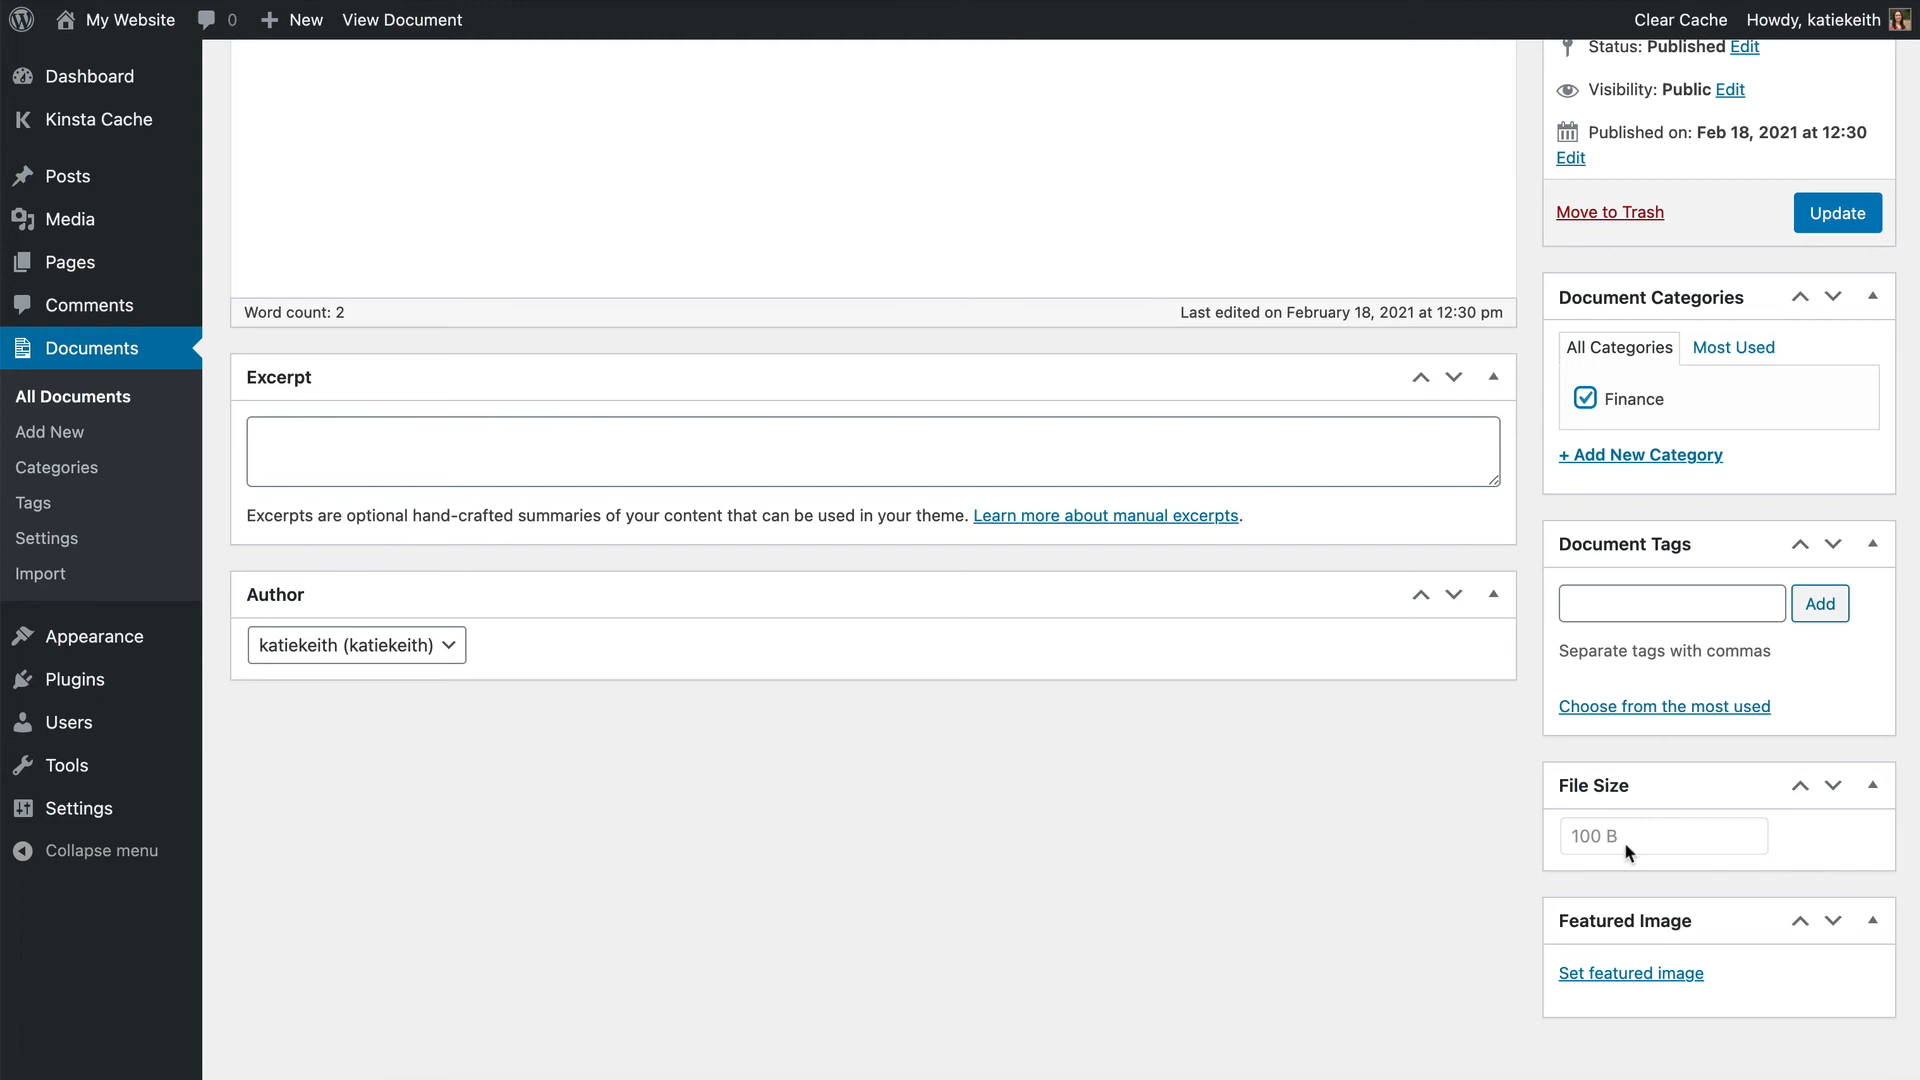 My Website
0
New
View Document
Clear Cache
Howdy, katiekeith
Dashboard
Kinsta Cache
Posts
Media
Pages
Comments
Documents
All Documents
Add New
Categories
Tags
Settings
Import
Appearance
Plugins
Users
Tools
Settings
Collapse menu
Word count: 2
Last edited on February 18, 2021 at 12:30 pm
Excerpt
Excerpts are optional hand-crafted summaries of your content that can be used in your theme. Learn more about manual excerpts.
Author
katiekeith (katiekeith)
Status: Published Edit
Visibility: Public Edit
Published on: Feb 18, 2021 at 12:30
Edit
Move to Trash
Update
Document Categories
All Categories
Most Used
Finance
+ Add New Category
Document Tags
Add
Separate tags with commas
Choose from the most used
File Size
100 B
Featured Image
Set featured image